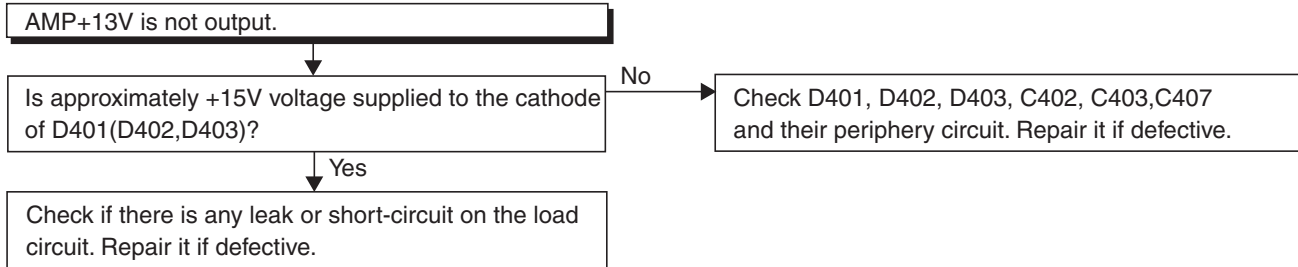 AMP+13V is not output.
Is approximately +15V voltage supplied to the cathode
of D401(D402,D403)?
No
Check D401, D402, D403, C402, C403,C407
and their periphery circuit. Repair it if defective.
Yes
Check if there is any leak or short-circuit on the load
circuit. Repair it if defective.